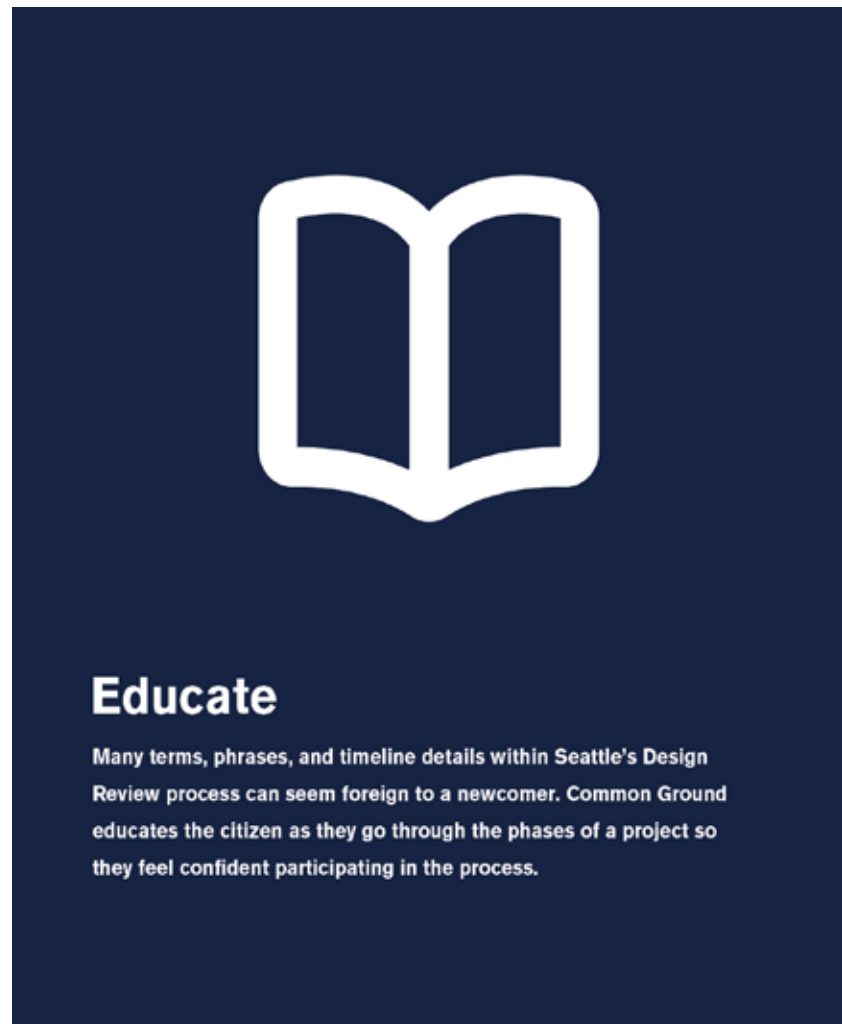 Educate
Many terms, phrases, and timeline details within Seattle’s Design
Review process can seem foreign to a newcomer. Common Ground
educates the citizen as they go through the phases of a project so
they feel confident participating in the process.